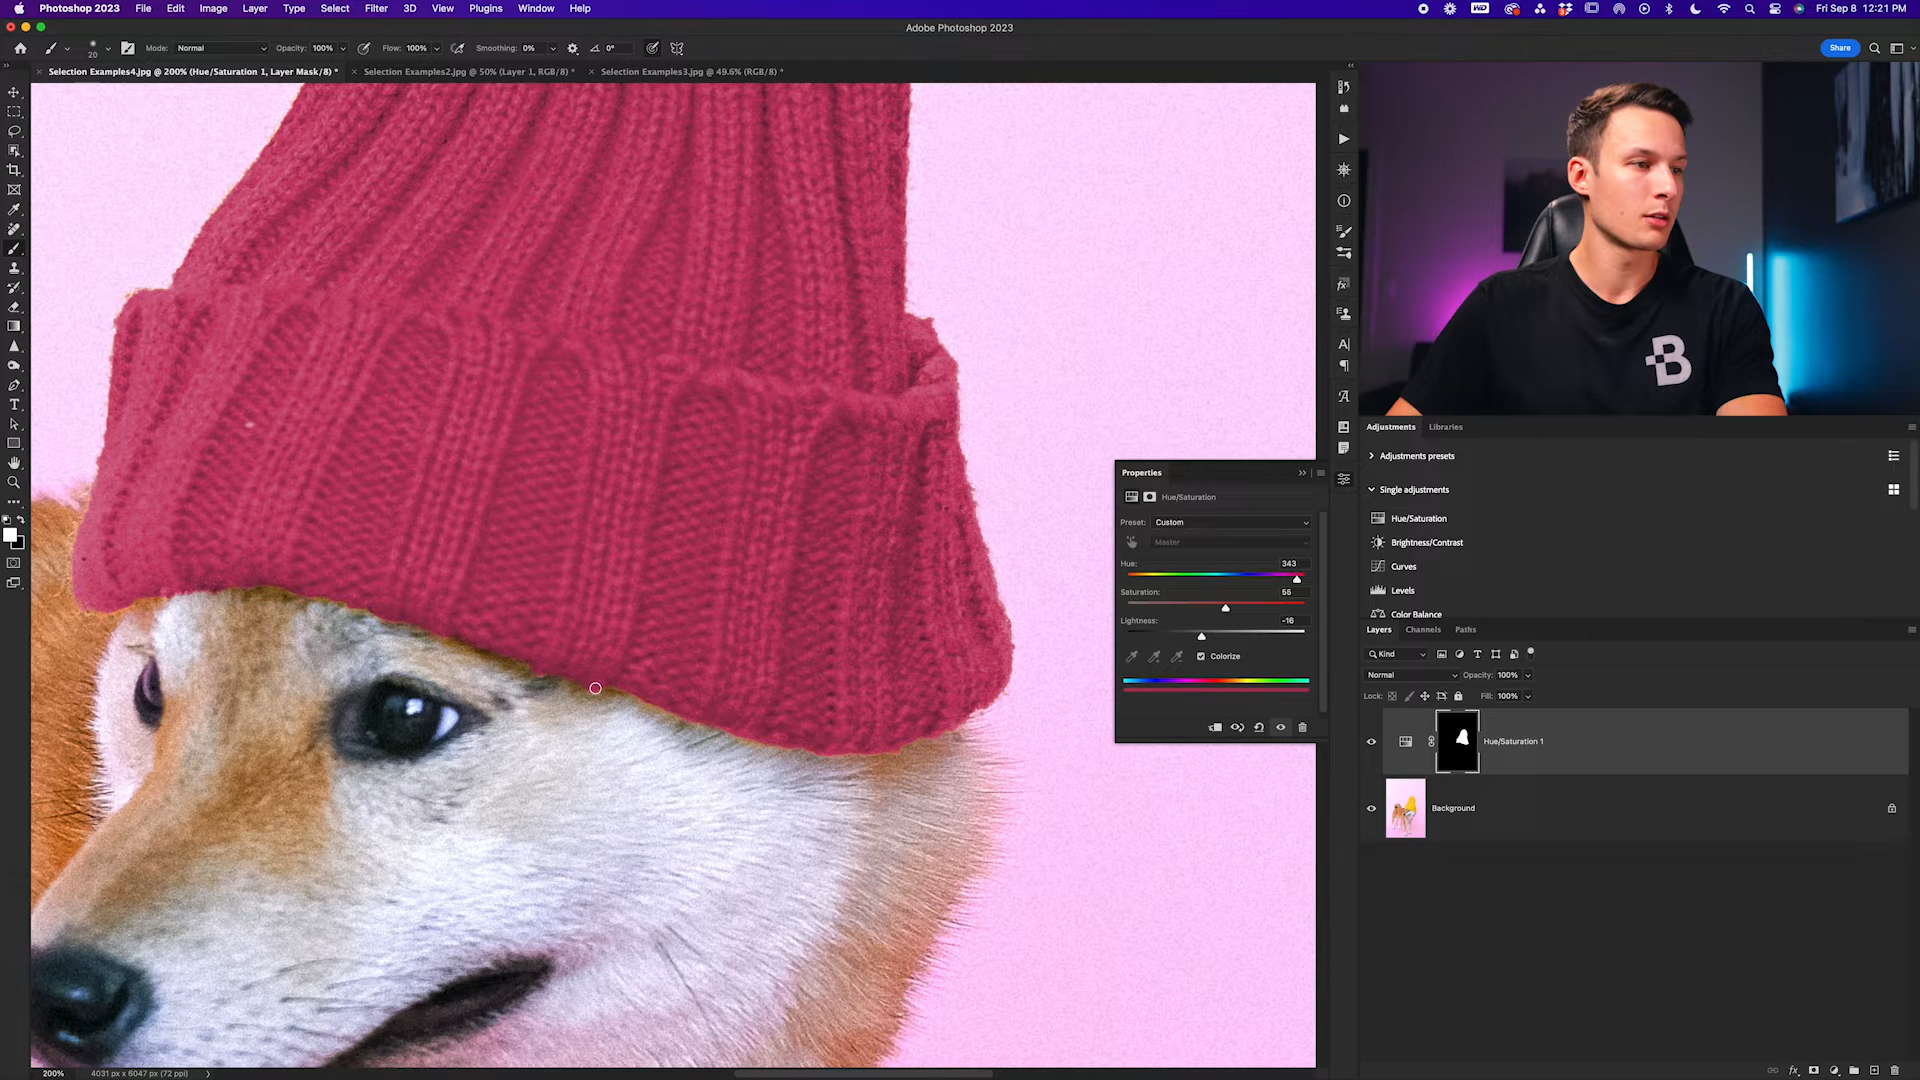 Photoshop 2023 File Edit Image Layer Type Select Filter 3D View Plugins Window Help
Fri Sep 8 12:21 PM
Adobe Photoshop 2023
20 Mode: Normal Opacity: 100% Flow: 100% Smoothing: 0% 0°
Share
Selection Examples4.jpg @ 200% (Hue/Saturation 1, Layer Mask/8) *
Selection Examples2.jpg @ 50% (Layer 1, RGB/8) *
Selection Examples3.jpg @ 49.6% (RGB/8) *
B
Adjustments Libraries
Adjustments presets
Single adjustments
Hue/Saturation
Brightness/Contrast
Curves
Levels
Color Balance
Properties
Hue/Saturation
Preset: Custom
Master
Hue: 343
Saturation: 55
Lightness: -16
Colorize
Layers Channels Paths
Kind
Normal Opacity: 100%
Lock: Fill: 100%
Hue/Saturation 1
Background
200% 4031 px x 6047 px (72 ppi)